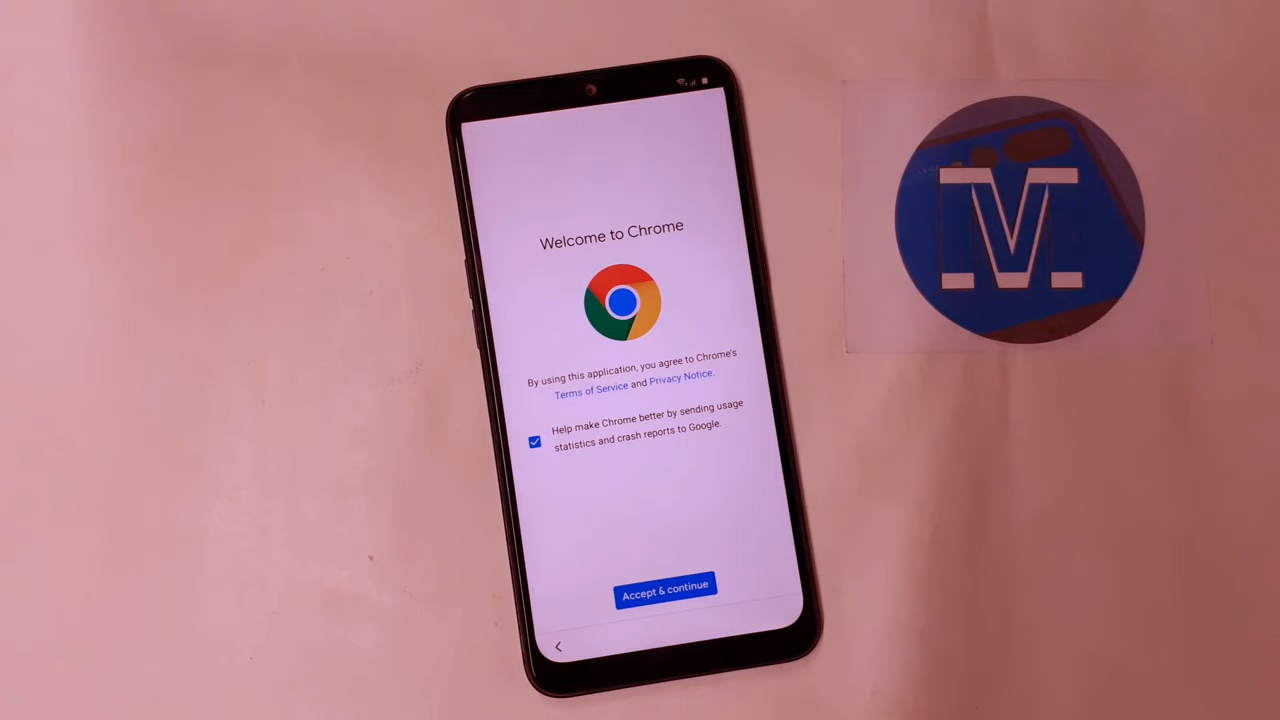 Welcome to Chrome
By using this application, you agree to Chrome's
Terms of Service and Privacy Notice.
Help make Chrome better by sending usage
statistics and crash reports to Google.
Accept & continue
M